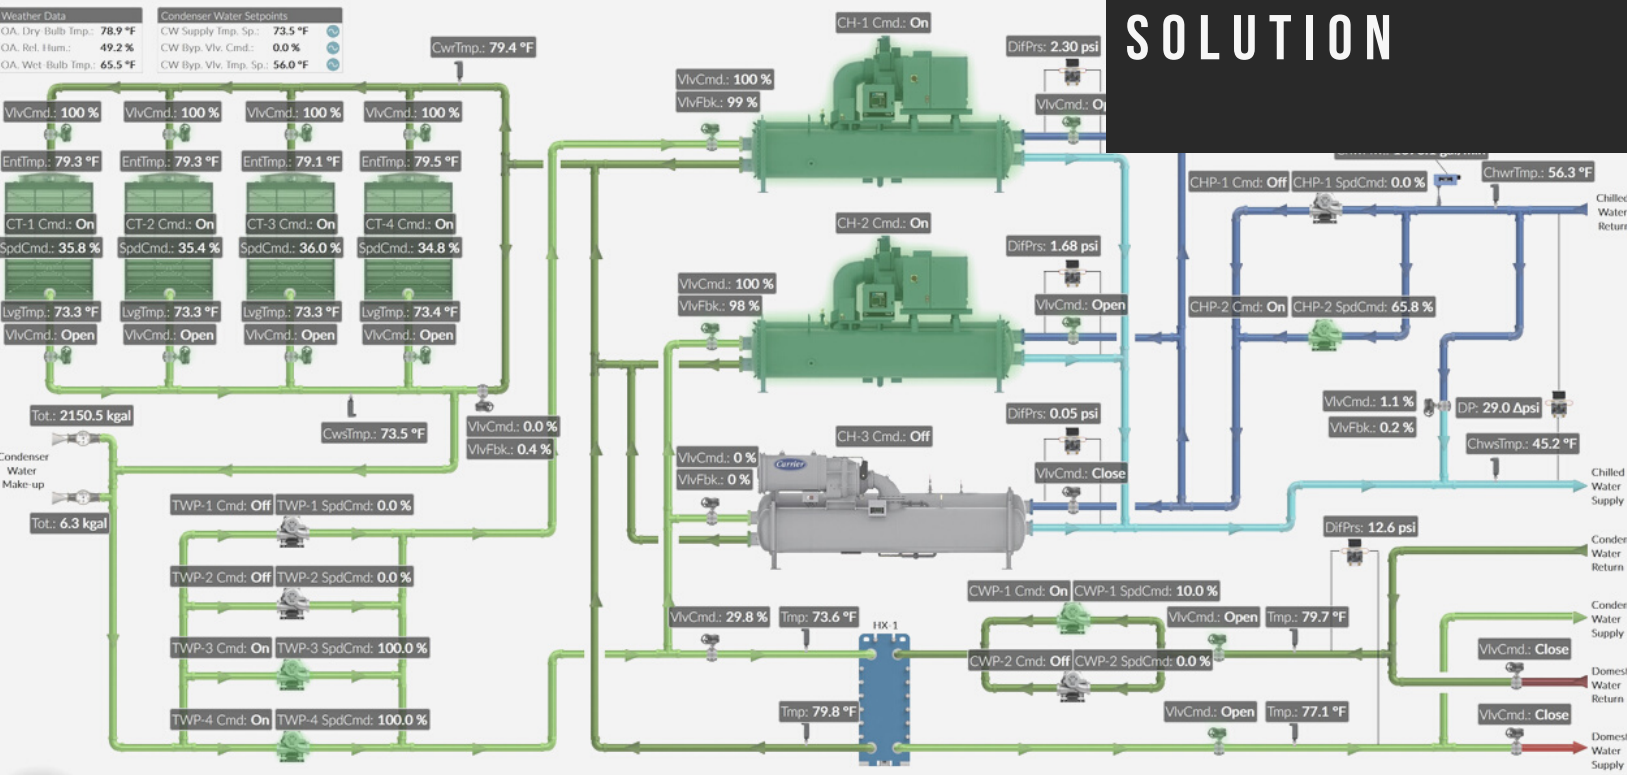 SOLUTION
Weather Data
OA. Dry-Bulb Tmp.: 78.9 °F
OA. Rel. Hum.: 49.2 %
OA. Wet-Bulb Tmp.: 65.5 °F
Condenser Water Setpoints
CW Supply Tmp. Sp.: 73.5 °F
CW Byp. Vlv. Cmd.: 0.0 %
CW Byp. Vlv. Tmp. Sp.: 56.0 °F
CwrTmp.: 79.4 °F
VlvCmd.: 100 %
VlvCmd.: 100 %
VlvCmd.: 100 %
VlvCmd.: 100 %
EntTmp.: 79.3 °F
EntTmp.: 79.3 °F
EntTmp.: 79.1 °F
EntTmp.: 79.5 °F
CT-1 Cmd.: On
CT-2 Cmd.: On
CT-3 Cmd.: On
CT-4 Cmd.: On
SpdCmd.: 35.8 %
SpdCmd.: 35.4 %
SpdCmd.: 36.0 %
SpdCmd.: 34.8 %
LvgTmp.: 73.3 °F
LvgTmp.: 73.3 °F
LvgTmp.: 73.3 °F
LvgTmp.: 73.4 °F
VlvCmd.: Open
VlvCmd.: Open
VlvCmd.: Open
VlvCmd.: Open
Tot.: 2150.5 kgal
CwsTmp.: 73.5 °F
VlvCmd.: 0.0 %
VlvFbk.: 0.4 %
Condenser
Water
Make-up
Tot.: 6.3 kgal
TWP-1 Cmd: Off
TWP-1 SpdCmd: 0.0 %
TWP-2 Cmd: Off
TWP-2 SpdCmd: 0.0 %
TWP-3 Cmd: On
TWP-3 SpdCmd: 100.0 %
TWP-4 Cmd: On
TWP-4 SpdCmd: 100.0 %
CH-1 Cmd.: On
VlvCmd.: 100 %
VlvFbk.: 99 %
DifPrs: 2.30 psi
VlvCmd.: Op
CH-2 Cmd.: On
VlvCmd.: 100 %
VlvFbk.: 98 %
DifPrs: 1.68 psi
VlvCmd.: Open
CH-3 Cmd.: Off
VlvCmd.: 0 %
VlvFbk.: 0 %
Carrier
DifPrs: 0.05 psi
VlvCmd.: Close
CHP-1 Cmd: Off
CHP-1 SpdCmd: 0.0 %
ChwrTmp.: 56.3 °F
Chilled
Water
Return
CHP-2 Cmd: On
CHP-2 SpdCmd: 65.8 %
VlvCmd.: 1.1 %
VlvFbk.: 0.2 %
DP: 29.0 Δpsi
ChwsTmp.: 45.2 °F
Chilled
Water
Supply
DifPrs: 12.6 psi
Conden
Water
Return
Conden
Water
Supply
VlvCmd.: 29.8 %
Tmp: 73.6 °F
HX-1
CWP-1 Cmd: On
CWP-1 SpdCmd: 10.0 %
CWP-2 Cmd: Off
CWP-2 SpdCmd: 0.0 %
VlvCmd.: Open
Tmp.: 79.7 °F
VlvCmd.: Close
Domest
Water
Return
Tmp: 79.8 °F
VlvCmd.: Open
Tmp.: 77.1 °F
VlvCmd.: Close
Domest
Water
Supply